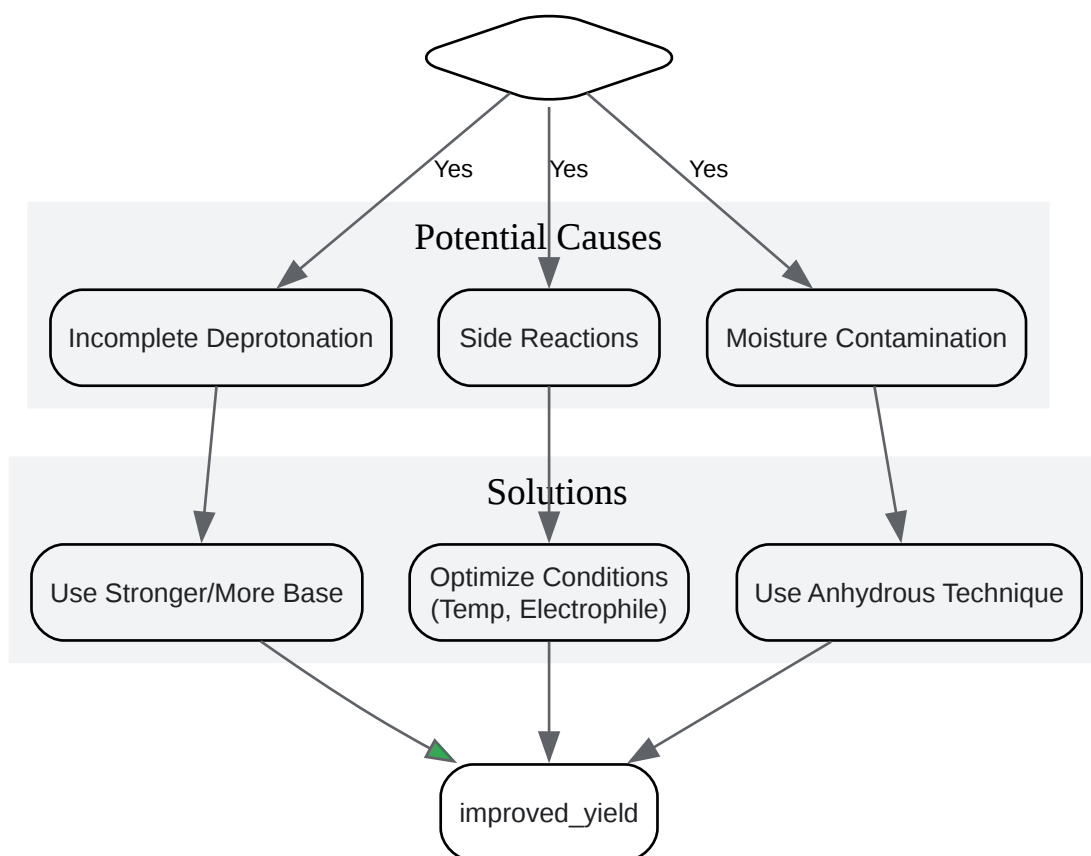 Yes
Yes
Yes
Potential Causes
Incomplete Deprotonation
Side Reactions
Moisture Contamination
Solutions
Use Stronger/More Base
Optimize Conditions
(Temp, Electrophile)
Use Anhydrous Technique
improved_yield